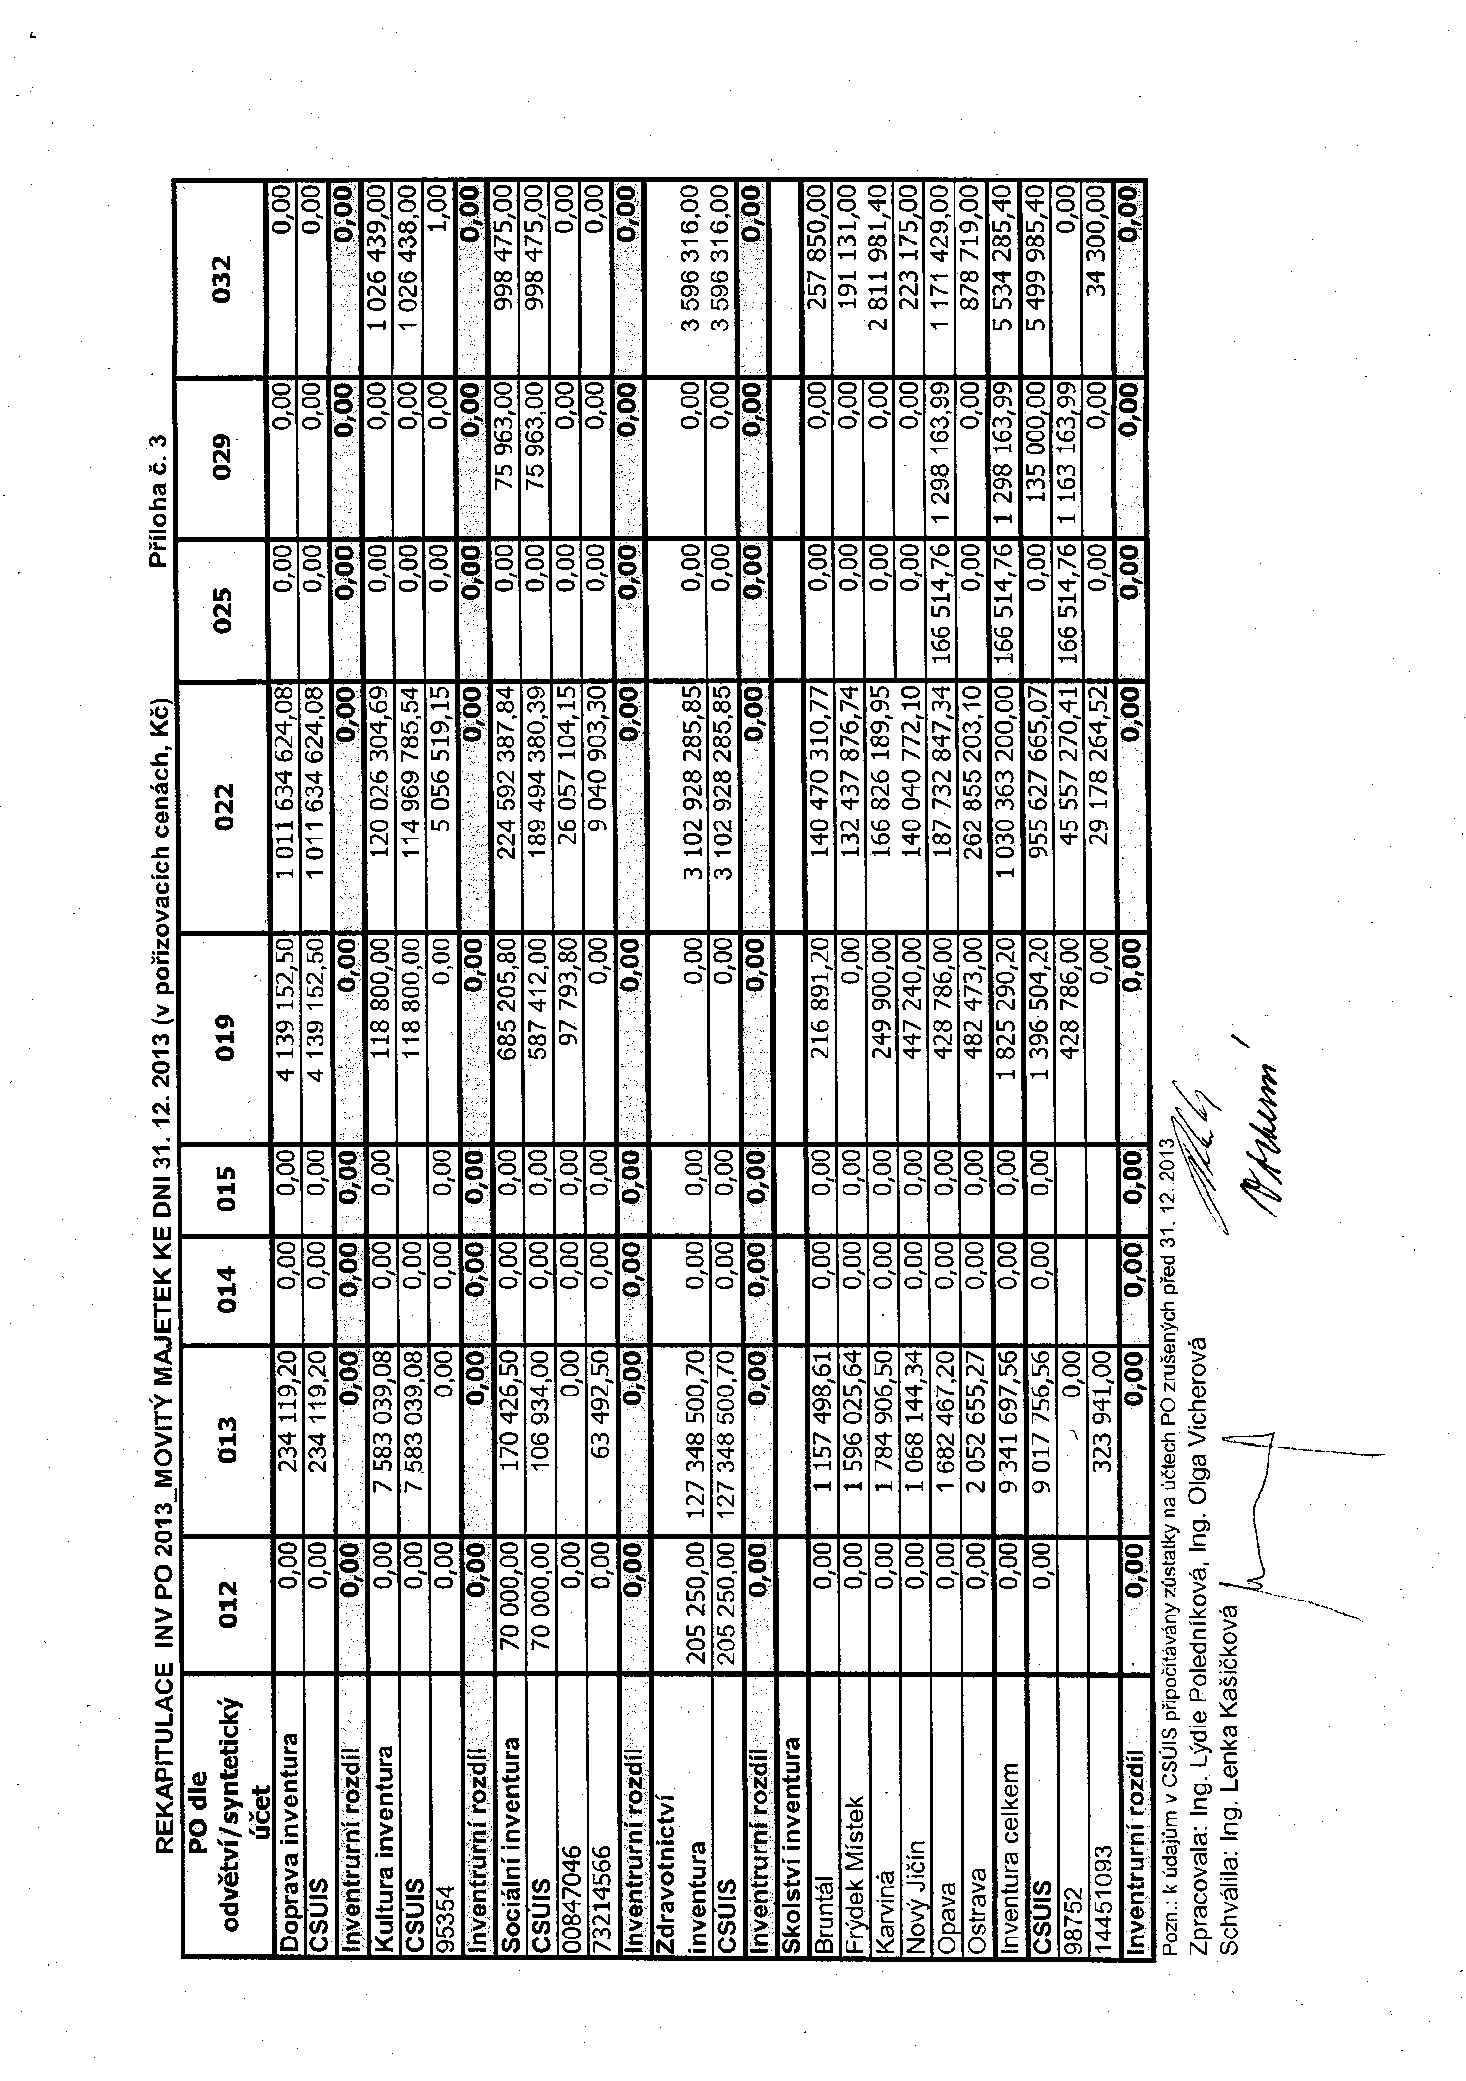 REKAPITULACE INV PO 2013_MOVITÝ MAJETEK KE DNI 31. 12. 2013 (v pořizovacích cenách, Kč) Příloha č. 3
PO dle odvětví/syntetický účet 012 013 014 015 019 022 025 029 032
Doprava inventura 0,00 234 119,20 0,00 0,00 4 139 152,50 1 011 634 624,08 0,00 0,00 0,00
CSÚIS 0,00 234 119,20 0,00 0,00 4 139 152,50 1 011 634 624,08 0,00 0,00 0,00
Inventrurní rozdíl 0,00 0,00 0,00 0,00 0,00 0,00 0,00 0,00 0,00
Kultura inventura 0,00 7 583 039,08 0,00 0,00 118 800,00 120 026 304,69 0,00 0,00 1 026 439,00
CSÚIS 0,00 7 583 039,08 0,00 118 800,00 114 969 785,54 0,00 0,00 1 026 438,00
95354 0,00 0,00 0,00 0,00 0,00 5 056 519,15 0,00 0,00 1,00
Inventrurní rozdíl 0,00 0,00 0,00 0,00 0,00 0,00 0,00 0,00 0,00
Sociální inventura 70 000,00 170 426,50 0,00 0,00 685 205,80 224 592 387,84 0,00 75 963,00 998 475,00
CSÚIS 70 000,00 106 934,00 0,00 0,00 587 412,00 189 494 380,39 0,00 75 963,00 998 475,00
00847046 0,00 0,00 0,00 0,00 97 793,80 26 057 104,15 0,00 0,00 0,00
73214566 0,00 63 492,50 0,00 0,00 0,00 9 040 903,30 0,00 0,00 0,00
Inventrurní rozdíl 0,00 0,00 0,00 0,00 0,00 0,00 0,00 0,00 0,00
Zdravotnictví
inventura 205 250,00 127 348 500,70 0,00 0,00 0,00 3 102 928 285,85 0,00 0,00 3 596 316,00
CSÚIS 205 250,00 127 348 500,70 0,00 0,00 0,00 3 102 928 285,85 0,00 0,00 3 596 316,00
Inventrurní rozdíl 0,00 0,00 0,00 0,00 0,00 0,00 0,00 0,00 0,00
Školství inventura
Bruntál 0,00 1 157 498,61 0,00 0,00 216 891,20 140 470 310,77 0,00 0,00 257 850,00
Frýdek Místek 0,00 1 596 025,64 0,00 0,00 0,00 132 437 876,74 0,00 0,00 191 131,00
Karviná 0,00 1 784 906,50 0,00 0,00 249 900,00 166 826 189,95 0,00 0,00 2 811 981,40
Nový Jičín 0,00 1 068 144,34 0,00 0,00 447 240,00 140 040 772,10 0,00 0,00 223 175,00
Opava 0,00 1 682 467,20 0,00 0,00 428 786,00 187 732 847,34 166 514,76 1 298 163,99 1 171 429,00
Ostrava 0,00 2 052 655,27 0,00 0,00 482 473,00 262 855 203,10 0,00 0,00 878 719,00
Inventura celkem 0,00 9 341 697,56 0,00 0,00 1 825 290,20 1 030 363 200,00 166 514,76 1 298 163,99 5 534 285,40
CSÚIS 0,00 9 017 756,56 0,00 0,00 1 396 504,20 955 627 665,07 0,00 135 000,00 5 499 985,40
98752 0,00 428 786,00 45 557 270,41 166 514,76 1 163 163,99 0,00
14451093 323 941,00 0,00 29 178 264,52 0,00 0,00 34 300,00
Inventrurní rozdíl 0,00 0,00 0,00 0,00 0,00 0,00 0,00 0,00 0,00
Pozn.: k údajům v CSÚIS připočítávány zůstatky na účtech PO zrušených před 31. 12. 2013
Zpracovala: Ing. Lýdie Poledníková, Ing. Olga Vicherová
Schválila: Ing. Lenka Kašičková